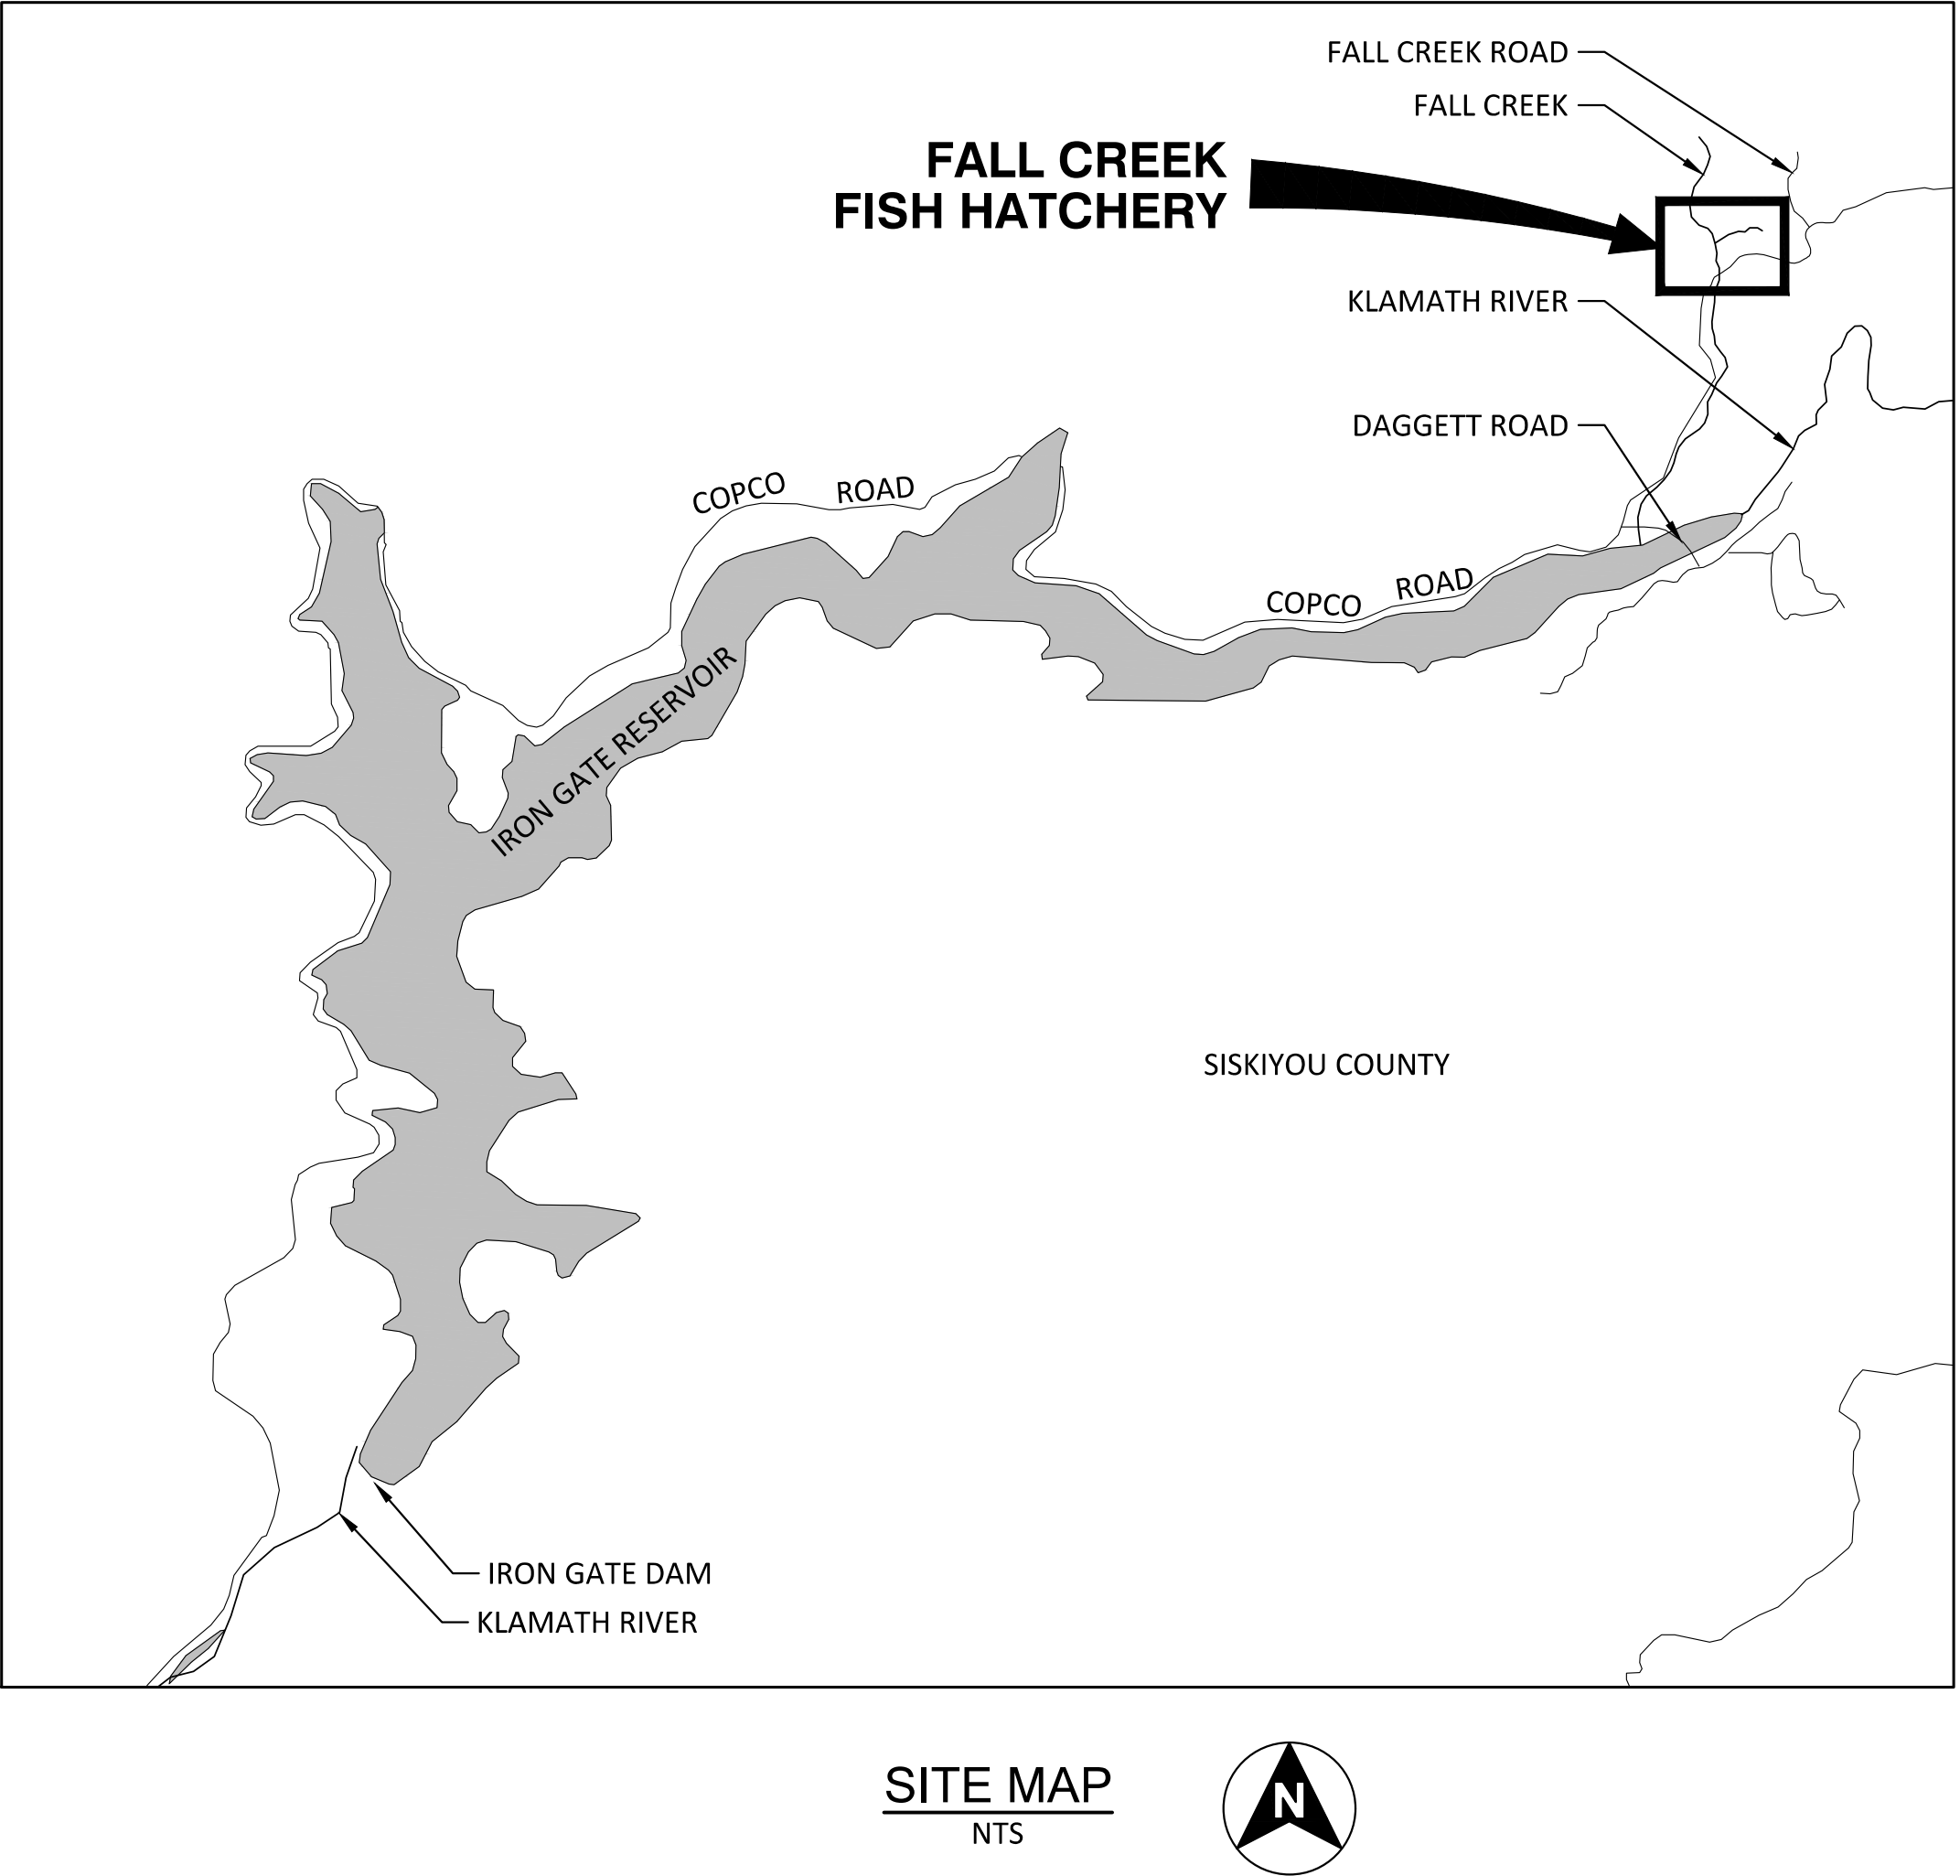 FALL CREEK ROAD
FALL CREEK
FALL CREEK
FISH HATCHERY
KLAMATH RIVER
DAGGETT ROAD
COPCO ROAD
COPCO ROAD
IRON GATE RESERVOIR
SISKIYOU COUNTY
IRON GATE DAM
KLAMATH RIVER
SITE MAP
NTS
N